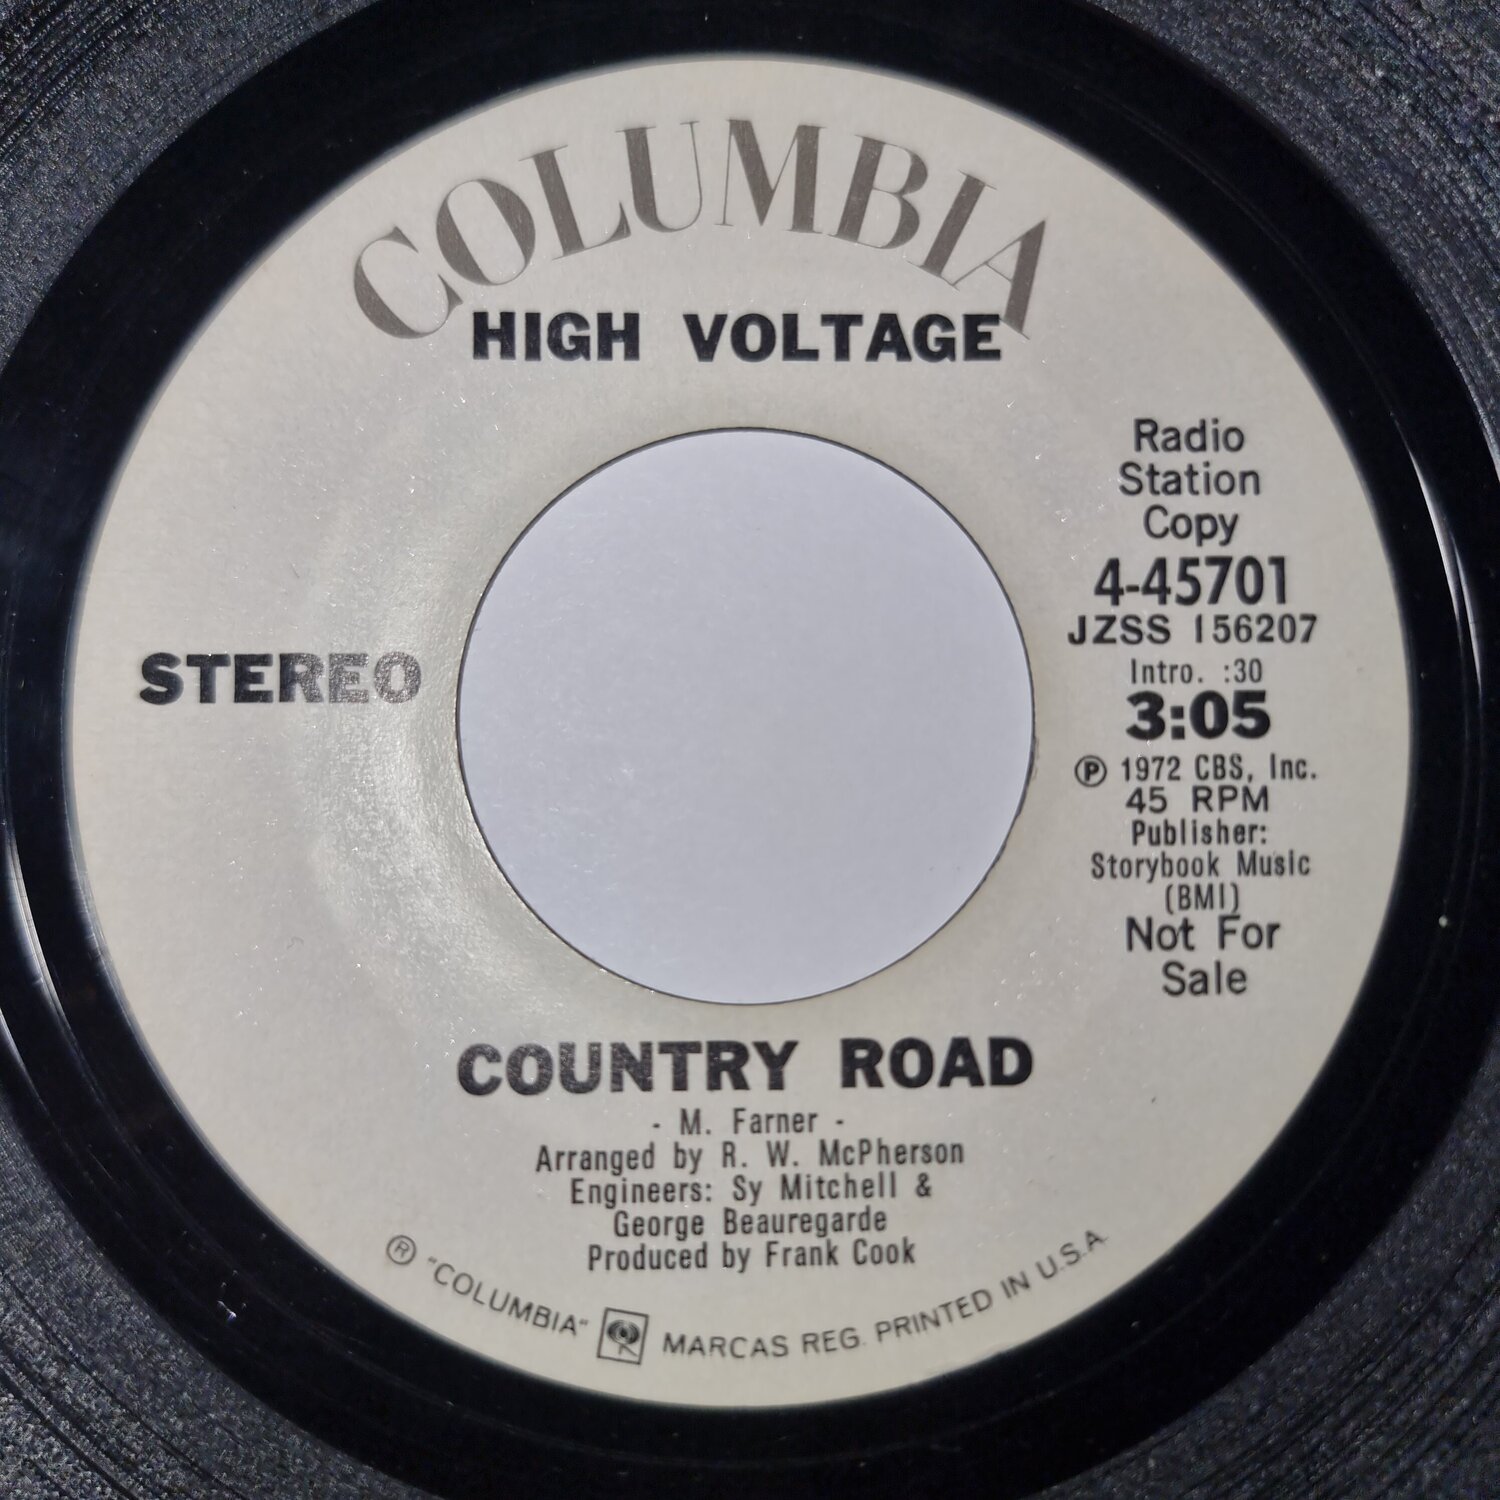 COLUMBIA
HIGH VOLTAGE
Radio
Station
Copy
4-45701
JZSS 156207
Intro. :30
3:05
Ⓟ 1972 CBS, Inc.
45 RPM
Publisher:
Storybook Music
(BMI)
Not For
Sale
STEREO
COUNTRY ROAD
- M. Farner -
Arranged by R. W. McPherson
Engineers: Sy Mitchell &
George Beauregarde
Produced by Frank Cook
® "COLUMBIA" MARCAS REG. PRINTED IN U.S.A.